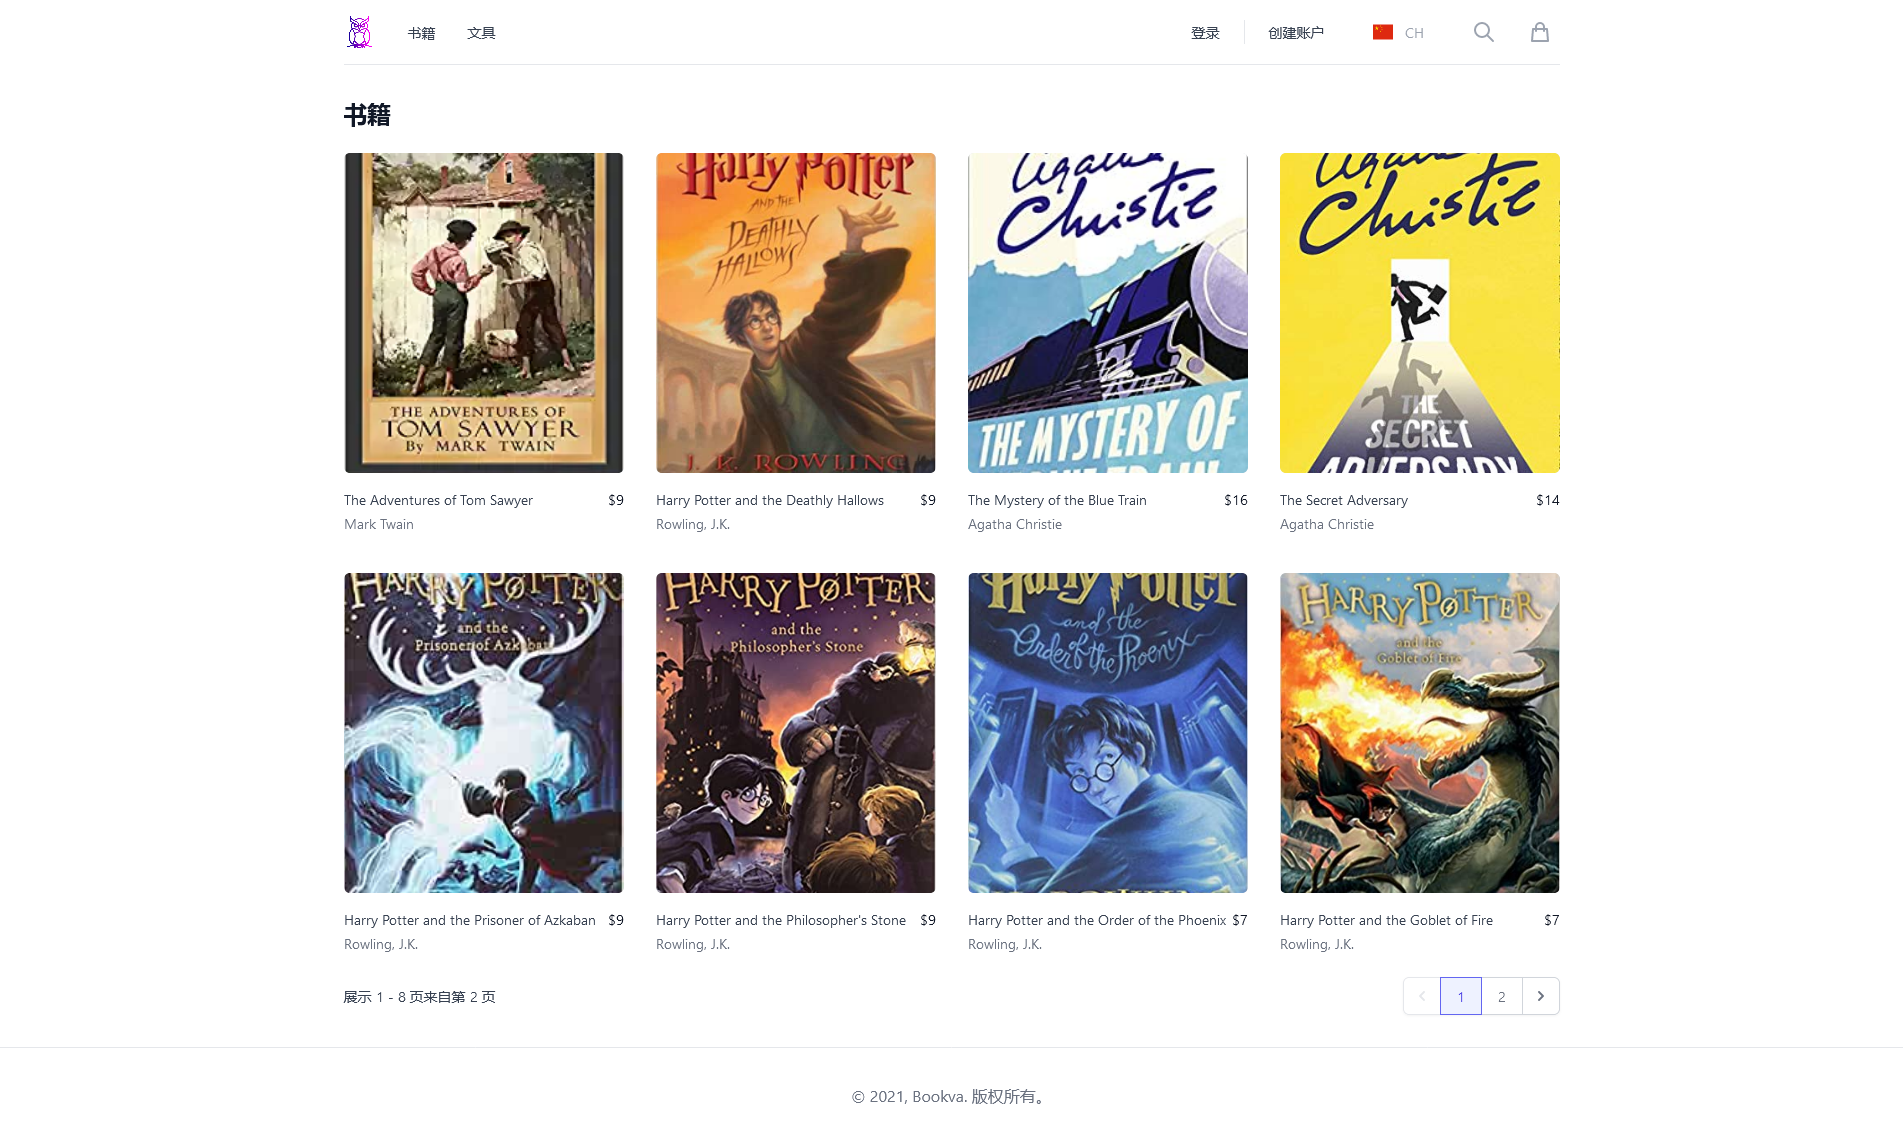 书籍
文具
登录
创建账户
CH
书籍
THE ADVENTURES OF
TOM SAWYER
By MARK TWAIN
Harry Potter
AND THE
DEATHLY
HALLOWS
J. K. ROWLING
Agatha
Christie
THE MYSTERY OF
BLUE TRAIN
Agatha
Christie
THE
SECRET
ADVERSARY
The Adventures of Tom Sawyer
$9
Mark Twain
Harry Potter and the Deathly Hallows
$9
Rowling, J.K.
The Mystery of the Blue Train
$16
Agatha Christie
The Secret Adversary
$14
Agatha Christie
HARRY POTTER
and the
Prisoner of Azkaban
HARRY POTTER
and the
Philosopher's Stone
Harry Potter
and the
Order of the Phoenix
HARRY POTTER
and the
Goblet of Fire
Harry Potter and the Prisoner of Azkaban
$9
Rowling, J.K.
Harry Potter and the Philosopher's Stone
$9
Rowling, J.K.
Harry Potter and the Order of the Phoenix
$7
Rowling, J.K.
Harry Potter and the Goblet of Fire
$7
Rowling, J.K.
展示 1 - 8 页来自第 2 页
1
2
© 2021, Bookva. 版权所有。